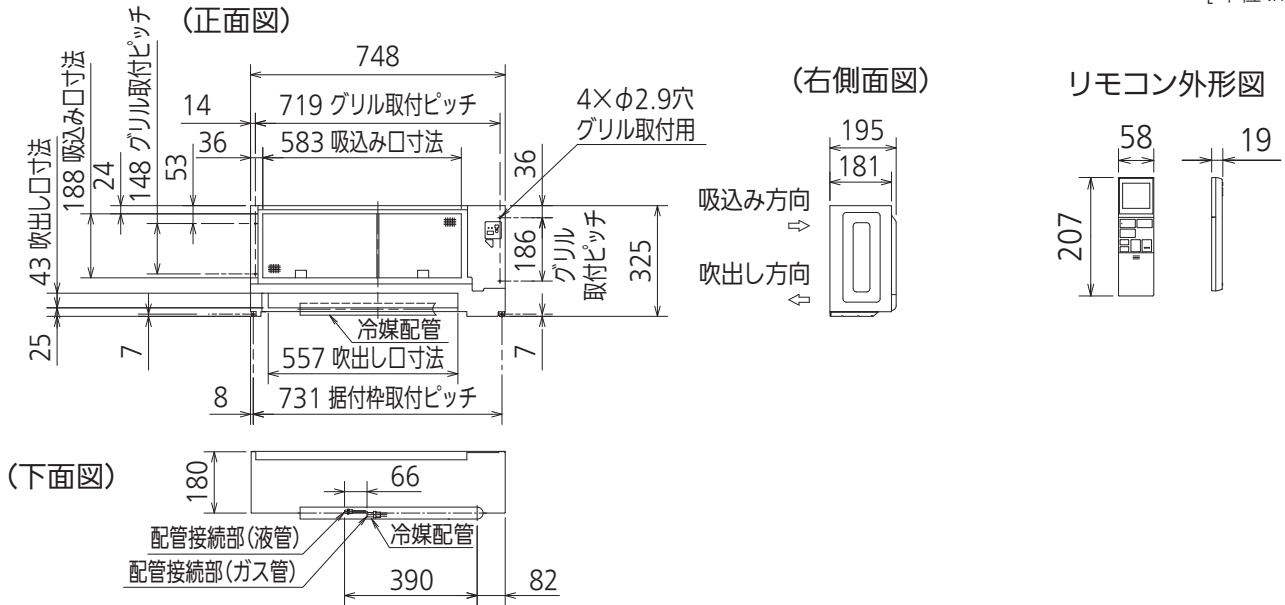 (正面図)
748
14
719 グリル取付ピッチ
4×φ2.9穴
グリル取付用
36
583 吸込み口寸法
43 吹出し口寸法
188 吸込み口寸法
24
148 グリル取付ピッチ
53
36
186
グリル
取付ピッチ
325
25
7
冷媒配管
557 吹出し口寸法
7
8
731 据付枠取付ピッチ
(右側面図)
195
181
吸込み方向
吹出し方向
リモコン外形図
58
19
207
(下面図)
180
66
配管接続部(液管)
冷媒配管
配管接続部(ガス管)
390
82